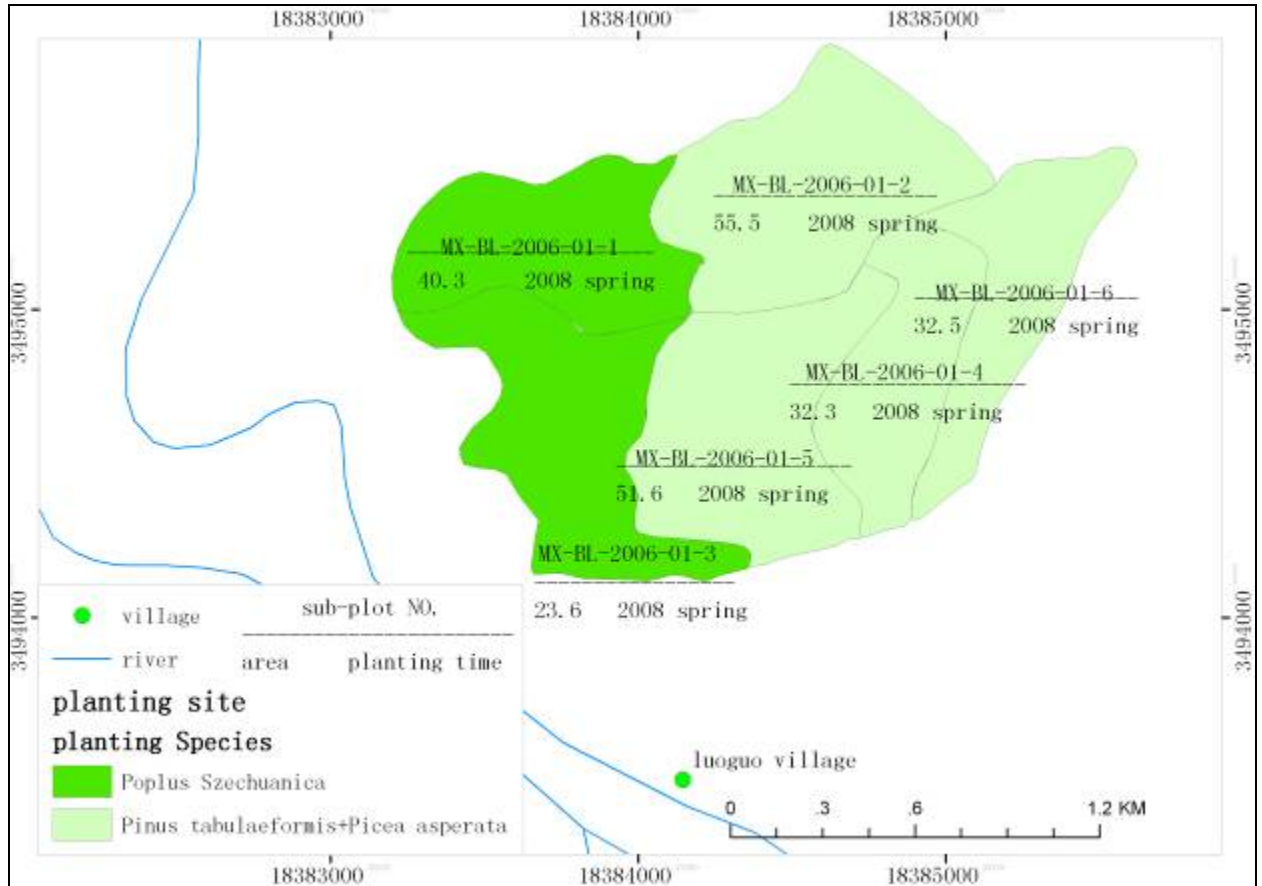 18383000 18384000 18385000
MX-BL-2006-01-2
55.5 2008 spring
MX-BL-2006-01-1
40.3 2008 spring
MX-BL-2006-01-6
32.5 2008 spring
3495000
3495000
MX-BL-2006-01-4
32.3 2008 spring
MX-BL-2006-01-5
51.6 2008 spring
MX-BL-2006-01-3
23.6 2008 spring
3494000
3494000
village
river
sub-plot NO.
area planting time
planting site
planting Species
Poplus Szechuanica
Pinus tabulaeformis+Picea asperata
luoguo village
0 .3 .6 1.2 KM
18383000 18384000 18385000